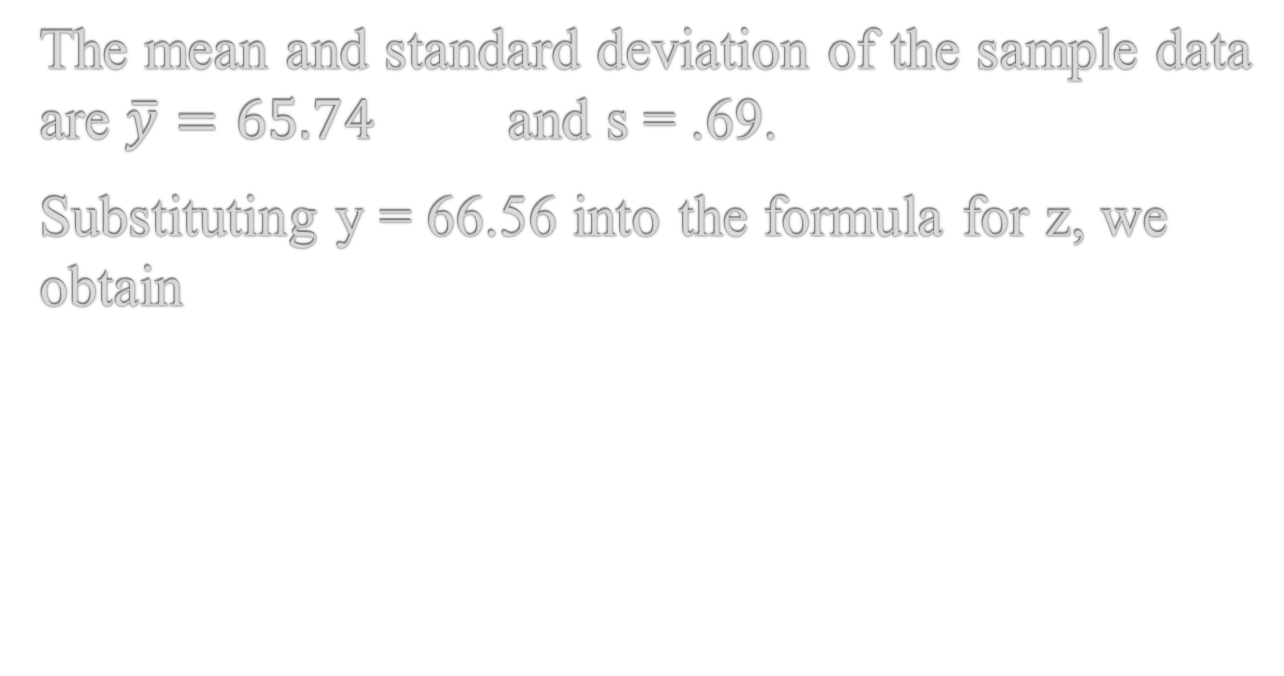 The mean and standard deviation of the sample data
are ȳ = 65.74 and s = .69.
Substituting y = 66.56 into the formula for z, we
obtain